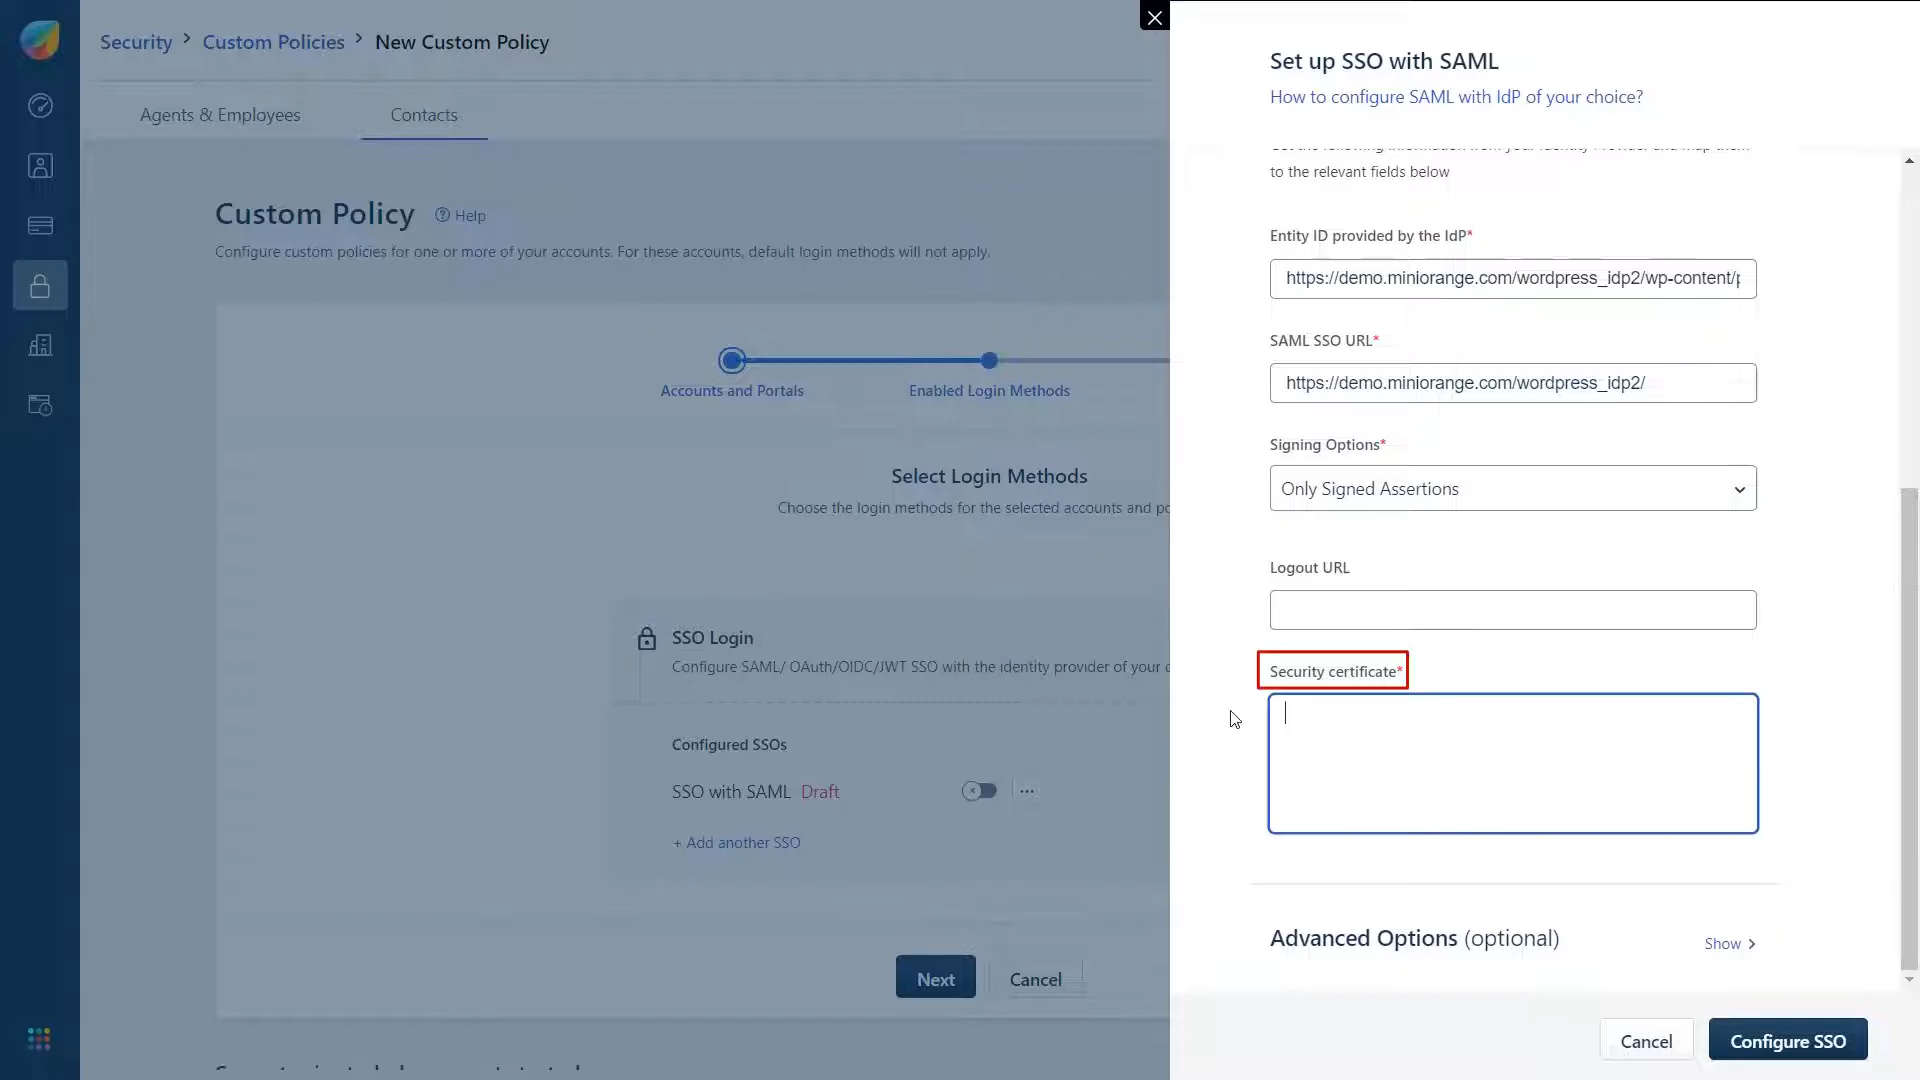 Security > Custom Policies > New Custom Policy
Agents & Employees
Contacts
Custom Policy
Help
Configure custom policies for one or more of your accounts. For these accounts, default login methods will not apply.
Accounts and Portals
Enabled Login Methods
Select Login Methods
Choose the login methods for the selected accounts and
SSO Login
Configure SAML/ OAuth/OIDC/JWT SSO with the identity provider of your
Configured SSOs
SSO with SAML Draft
+ Add another SSO
Next
Cancel
Set up SSO with SAML
How to configure SAML with IdP of your choice?
to the relevant fields below
Entity ID provided by the IdP*
https://demo.miniorange.com/wordpress_idp2/wp-content/p
SAML SSO URL*
https://demo.miniorange.com/wordpress_idp2/
Signing Options*
Only Signed Assertions
Logout URL
Security certificate*
Advanced Options (optional)
Show >
Cancel
Configure SSO